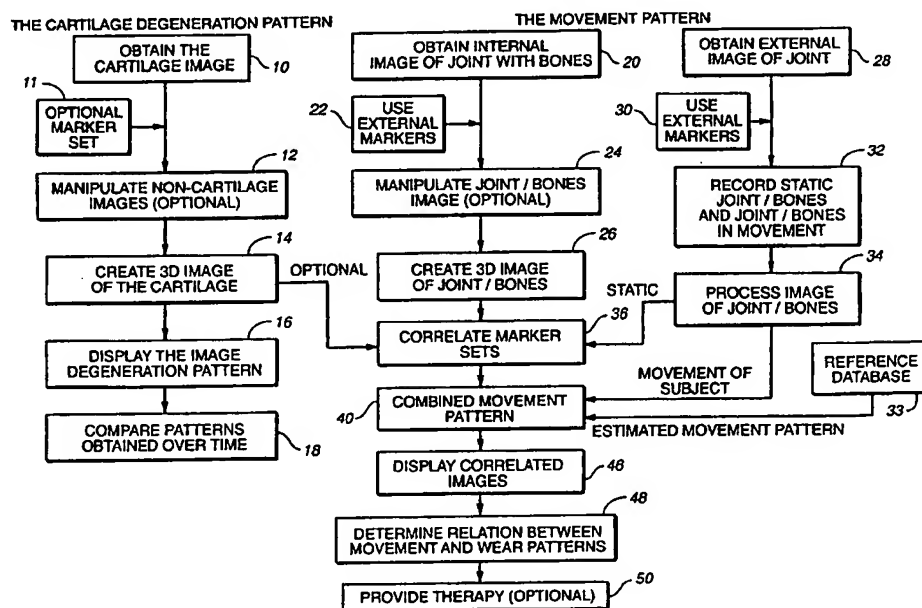 THE CARTILAGE DEGENERATION PATTERN
OBTAIN THE
CARTILAGE IMAGE
10
11
OPTIONAL
MARKER
SET
12
MANIPULATE NON-CARTILAGE
IMAGES (OPTIONAL)
14
CREATE 3D IMAGE
OF THE CARTILAGE
OPTIONAL
16
DISPLAY THE IMAGE
DEGENERATION PATTERN
COMPARE PATTERNS
OBTAINED OVER TIME
18
THE MOVEMENT PATTERN
OBTAIN INTERNAL
IMAGE OF JOINT WITH BONES
20
22
USE
EXTERNAL
MARKERS
24
MANIPULATE JOINT / BONES
IMAGE (OPTIONAL)
26
CREATE 3D IMAGE
OF JOINT / BONES
OBTAIN EXTERNAL
IMAGE OF JOINT
28
30
USE
EXTERNAL
MARKERS
32
RECORD STATIC
JOINT / BONES
AND JOINT / BONES
IN MOVEMENT
34
PROCESS IMAGE
OF JOINT / BONES
STATIC
CORRELATE MARKER
SETS
36
MOVEMENT OF
SUBJECT
REFERENCE
DATABASE
33
40
COMBINED MOVEMENT
PATTERN
ESTIMATED MOVEMENT PATTERN
DISPLAY CORRELATED
IMAGES
46
48
DETERMINE RELATION BETWEEN
MOVEMENT AND WEAR PATTERNS
50
PROVIDE THERAPY (OPTIONAL)